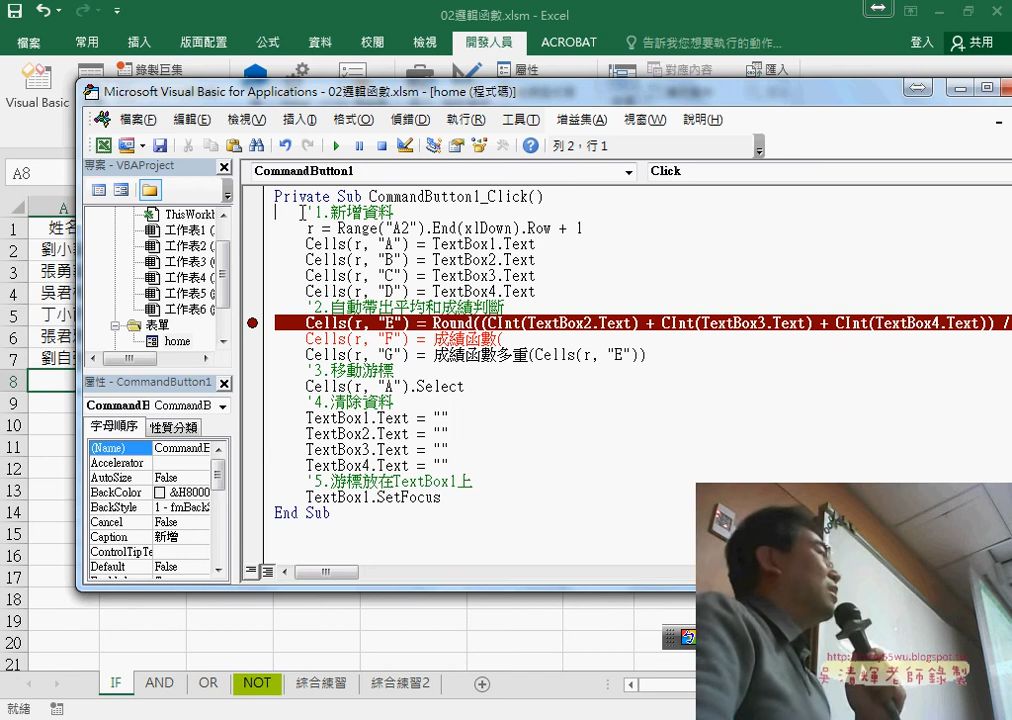 02邏輯函數.xlsm - Excel
檔案 常用 插入 版面配置 公式 資料 校閱 檢視 開發人員 ACROBAT 告訴我您想要執行的動作... 登入 共用
Visual Basic
錄製巨集
屬性
對應內容
匯入
Microsoft Visual Basic for Applications - 02邏輯函數.xlsm - [home (程式碼)]
檔案(F) 編輯(E) 檢視(V) 插入(I) 格式(O) 偵錯(D) 執行(R) 工具(T) 增益集(A) 視窗(W) 說明(H)
列 2，行 1
A8
專案 - VBAProject
ThisWorkb
工作表1 (
工作表2 (
工作表3 (
工作表4 (
工作表5 (
工作表6 (
表單
home
屬性 - CommandButton1
CommandB CommandB
字母順序 性質分類
(Name) CommandE
Accelerator
AutoSize False
BackColor &H8000
BackStyle 1 - fmBack
Cancel False
Caption 新增
ControlTipTe
Default False
CommandButton1 Click
Private Sub CommandButton1_Click()
'1.新增資料
r = Range("A2").End(xlDown).Row + 1
Cells(r, "A") = TextBox1.Text
Cells(r, "B") = TextBox2.Text
Cells(r, "C") = TextBox3.Text
Cells(r, "D") = TextBox4.Text
'2.自動帶出平均和成績判斷
Cells(r, "E") = Round((CInt(TextBox2.Text) + CInt(TextBox3.Text) + CInt(TextBox4.Text)) /
Cells(r, "F") = 成績函數(
Cells(r, "G") = 成績函數多重(Cells(r, "E"))
'3.移動游標
Cells(r, "A").Select
'4.清除資料
TextBox1.Text = ""
TextBox2.Text = ""
TextBox3.Text = ""
TextBox4.Text = ""
'5.游標放在TextBox1上
TextBox1.SetFocus
End Sub
A
1 姓名
2 劉小
3 張勇
4 吳君
5 丁小
6 張君
7 劉自
8
9
10
11
12
13
14
15
16
17
18
19
20
21
IF AND OR NOT 綜合練習 綜合練習2
就緒
吳清輝老師錄製